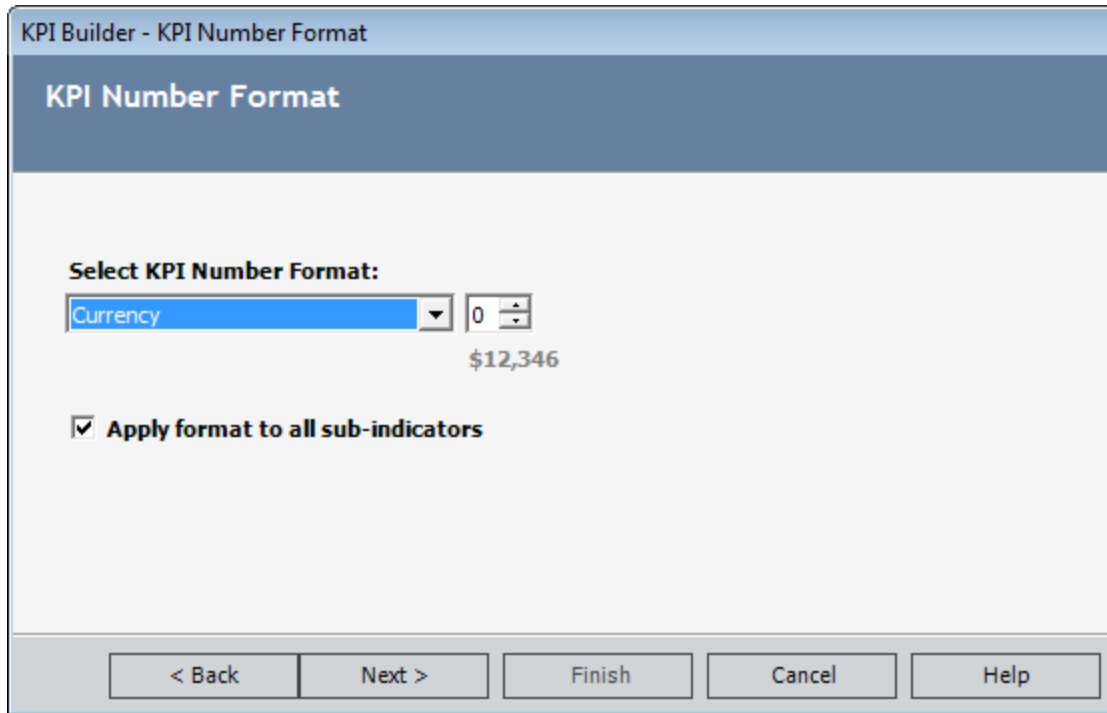 KPI Builder - KPI Number Format
KPI Number Format
Select KPI Number Format:
Currency 0
$12,346
Apply format to all sub-indicators
< Back Next > Finish Cancel Help